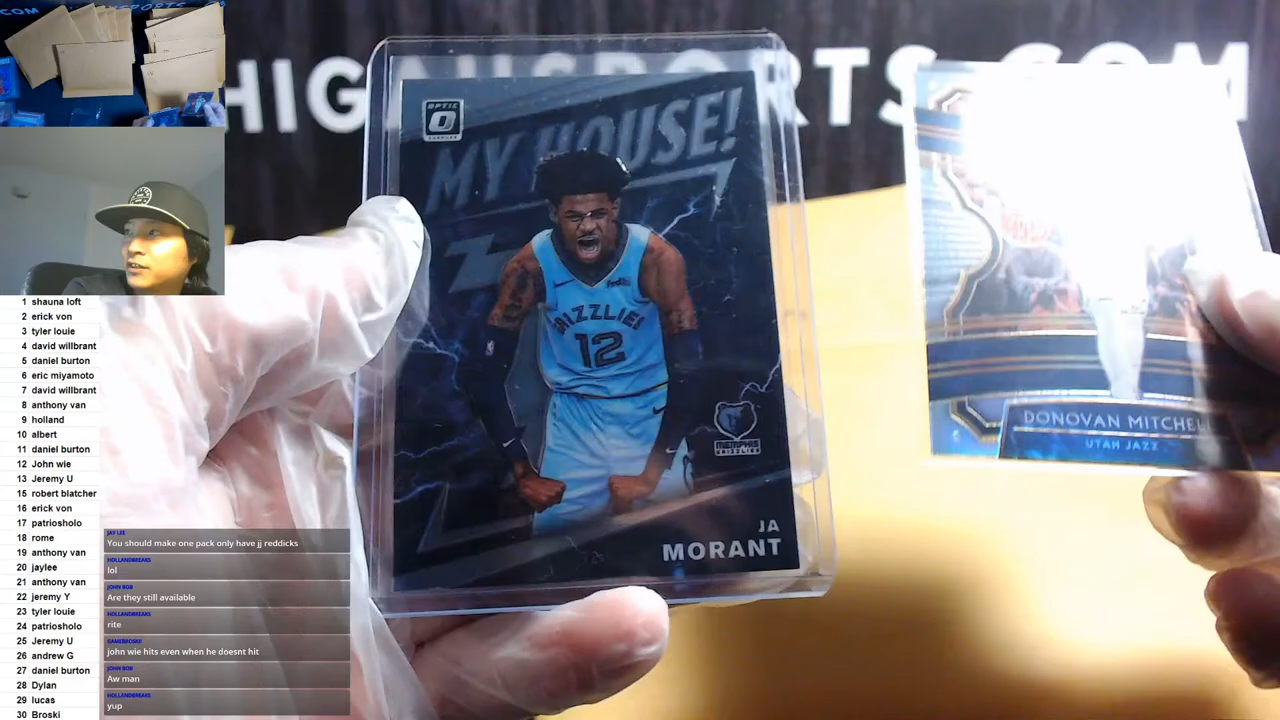 .COM
SPORTS.C
HIGAHSPORTS.COM
OPTIC
MY HOUSE!
FedEx
GRIZZLIES
12
MEMPHIS
GRIZZLIES
JA
MORANT
DONOVAN MITCHELL
UTAH JAZZ
1 shauna loft
2 erick von
3 tyler louie
4 david willbrant
5 daniel burton
6 eric miyamoto
7 david willbrant
8 anthony van
9 holland
10 albert
11 daniel burton
12 John wie
13 Jeremy U
15 robert blatcher
16 erick von
17 patriosholo
18 rome
19 anthony van
20 jaylee
21 anthony van
22 jeremy Y
23 tyler louie
24 patriosholo
25 Jeremy U
26 andrew G
27 daniel burton
28 Dylan
29 lucas
30 Broski
JAY LEE
You should make one pack only have jj reddicks
HOLLANDBREAKS
lol
JOHN BOB
Are they still available
HOLLANDBREAKS
rite
GAMEBROSKI!
john wie hits even when he doesnt hit
JOHN BOB
Aw man
HOLLANDBREAKS
yup